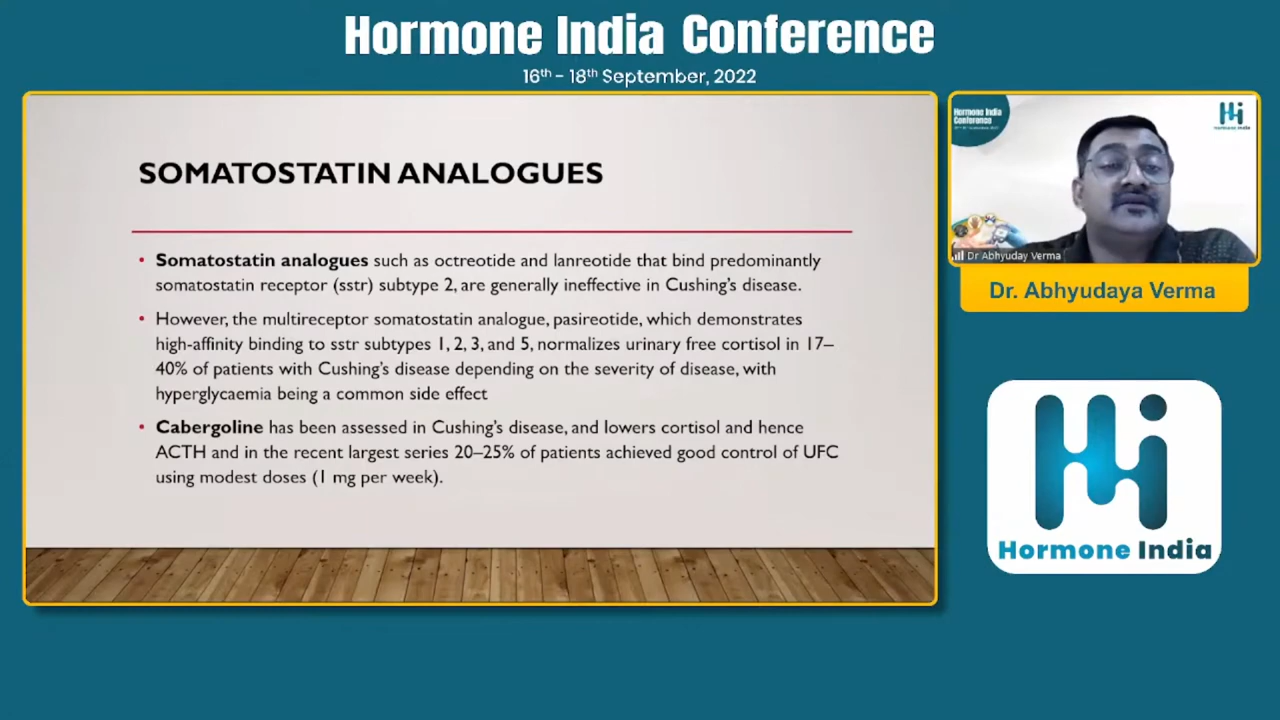 Hormone India Conference
16th - 18th September, 2022
SOMATOSTATIN ANALOGUES
• Somatostatin analogues such as octreotide and lanreotide that bind predominantly
somatostatin receptor (sstr) subtype 2, are generally ineffective in Cushing's disease.
• However, the multireceptor somatostatin analogue, pasireotide, which demonstrates
high-affinity binding to sstr subtypes 1, 2, 3, and 5, normalizes urinary free cortisol in 17–
40% of patients with Cushing's disease depending on the severity of disease, with
hyperglycaemia being a common side effect
• Cabergoline has been assessed in Cushing's disease, and lowers cortisol and hence
ACTH and in the recent largest series 20–25% of patients achieved good control of UFC
using modest doses (1 mg per week).
Hormone India
Conference
Hormone India
Dr Abhyuday Verma
Dr. Abhyudaya Verma
Hormone India